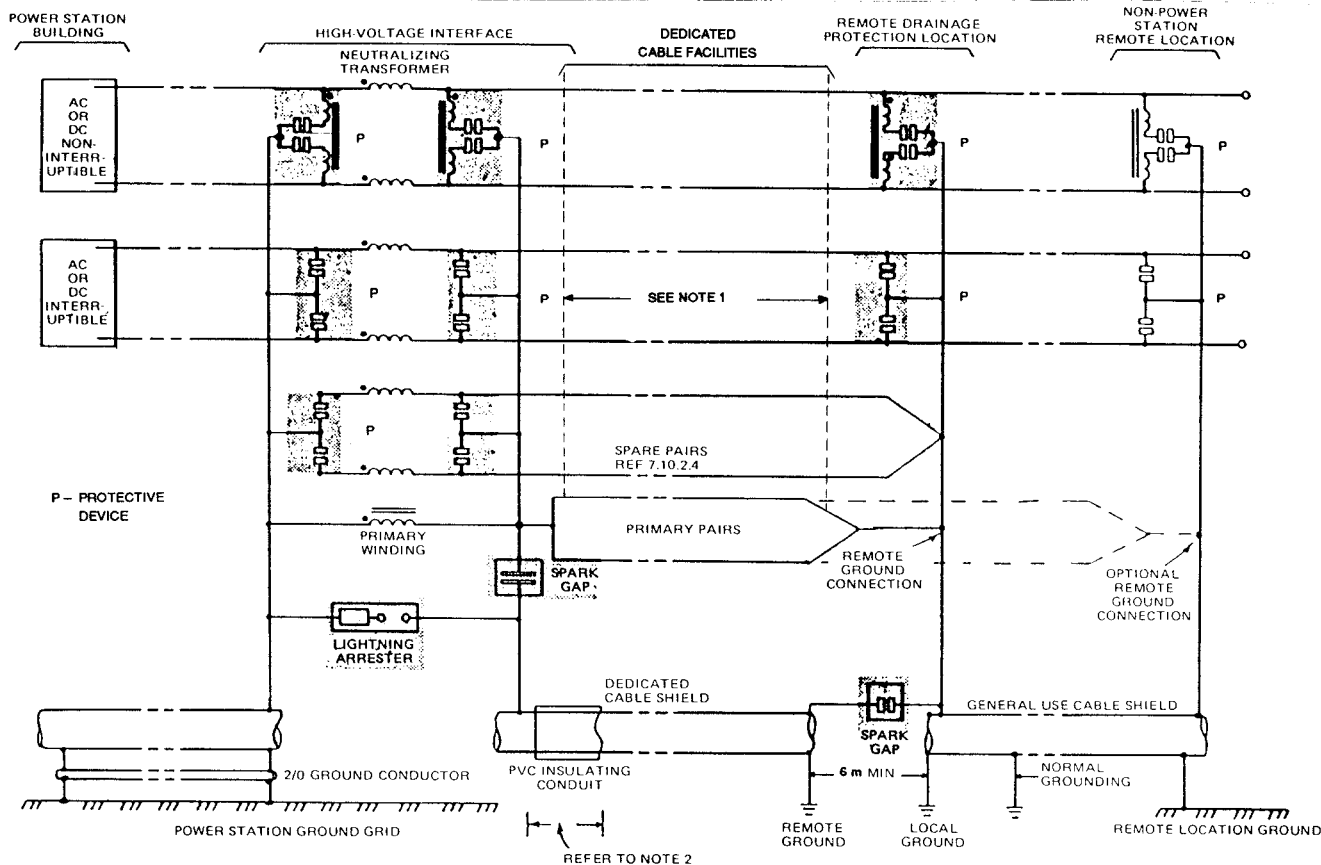 POWER STATION
BUILDING
HIGH-VOLTAGE INTERFACE
NEUTRALIZING
TRANSFORMER
DEDICATED
CABLE FACILITIES
REMOTE DRAINAGE
PROTECTION LOCATION
NON-POWER
STATION
REMOTE LOCATION
AC
OR
DC
NON-
INTERR-
UPTIBLE
P
P
P
P
AC
OR
DC
INTERR-
UPTIBLE
P
P
SEE NOTE 1
P
P
P
SPARE PAIRS
REF 7.10.2.4
P – PROTECTIVE
DEVICE
PRIMARY
WINDING
PRIMARY PAIRS
REMOTE
GROUND
CONNECTION
OPTIONAL
REMOTE
GROUND
CONNECTION
SPARK
GAP
LIGHTNING
ARRESTER
DEDICATED
CABLE SHIELD
SPARK
GAP
GENERAL USE CABLE SHIELD
2/0 GROUND CONDUCTOR
PVC INSULATING
CONDUIT
6 m MIN
NORMAL
GROUNDING
POWER STATION GROUND GRID
REMOTE
GROUND
LOCAL
GROUND
REMOTE LOCATION GROUND
REFER TO NOTE 2